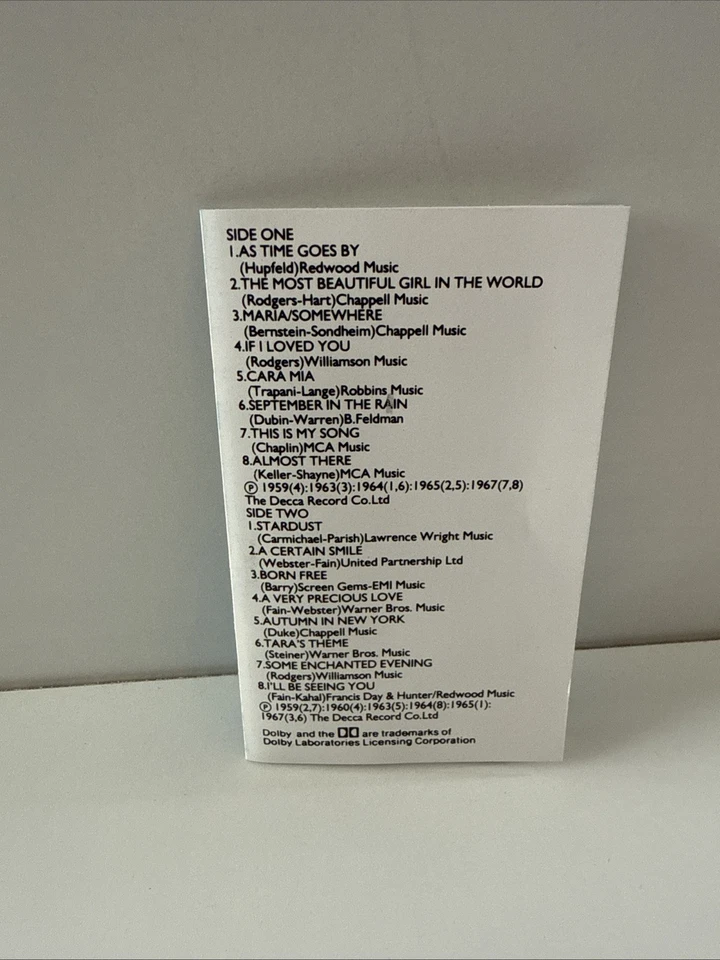 SIDE ONE
1.AS TIME GOES BY
(Hupfeld)Redwood Music
2.THE MOST BEAUTIFUL GIRL IN THE WORLD
(Rodgers-Hart)Chappell Music
3.MARIA/SOMEWHERE
(Bernstein-Sondheim)Chappell Music
4.IF I LOVED YOU
(Rodgers)Williamson Music
5.CARA MIA
(Trapani-Lange)Robbins Music
6.SEPTEMBER IN THE RAIN
(Dubin-Warren)B.Feldman
7.THIS IS MY SONG
(Chaplin)MCA Music
8.ALMOST THERE
(Keller-Shayne)MCA Music
℗ 1959(4):1963(3):1964(1,6):1965(2,5):1967(7,8)
The Decca Record Co.Ltd
SIDE TWO
1.STARDUST
(Carmichael-Parish)Lawrence Wright Music
2.A CERTAIN SMILE
(Webster-Fain)United Partnership Ltd
3.BORN FREE
(Barry)Screen Gems-EMI Music
4.A VERY PRECIOUS LOVE
(Fain-Webster)Warner Bros. Music
5.AUTUMN IN NEW YORK
(Duke)Chappell Music
6.TARA'S THEME
(Steiner)Warner Bros. Music
7.SOME ENCHANTED EVENING
(Rodgers)Williamson Music
8.I'LL BE SEEING YOU
(Fain-Kahal)Francis Day & Hunter/Redwood Music
℗ 1959(2,7):1960(4):1963(5):1964(8):1965(1):
1967(3,6) The Decca Record Co.Ltd
Dolby and the DD are trademarks of
Dolby Laboratories Licensing Corporation